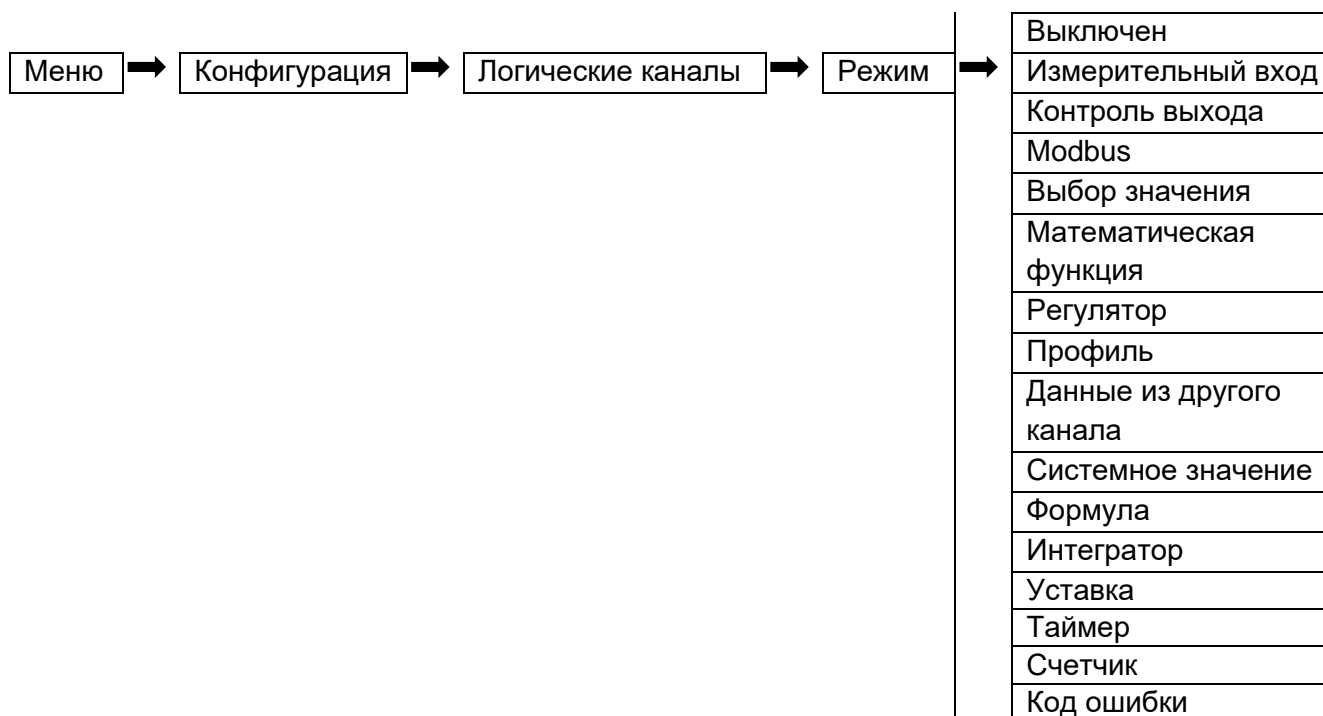 Меню
Конфигурация
Логические каналы
Режим
Выключен
Измерительный вход
Контроль выхода
Modbus
Выбор значения
Математическая
функция
Регулятор
Профиль
Данные из другого
канала
Системное значение
Формула
Интегратор
Уставка
Таймер
Счетчик
Код ошибки